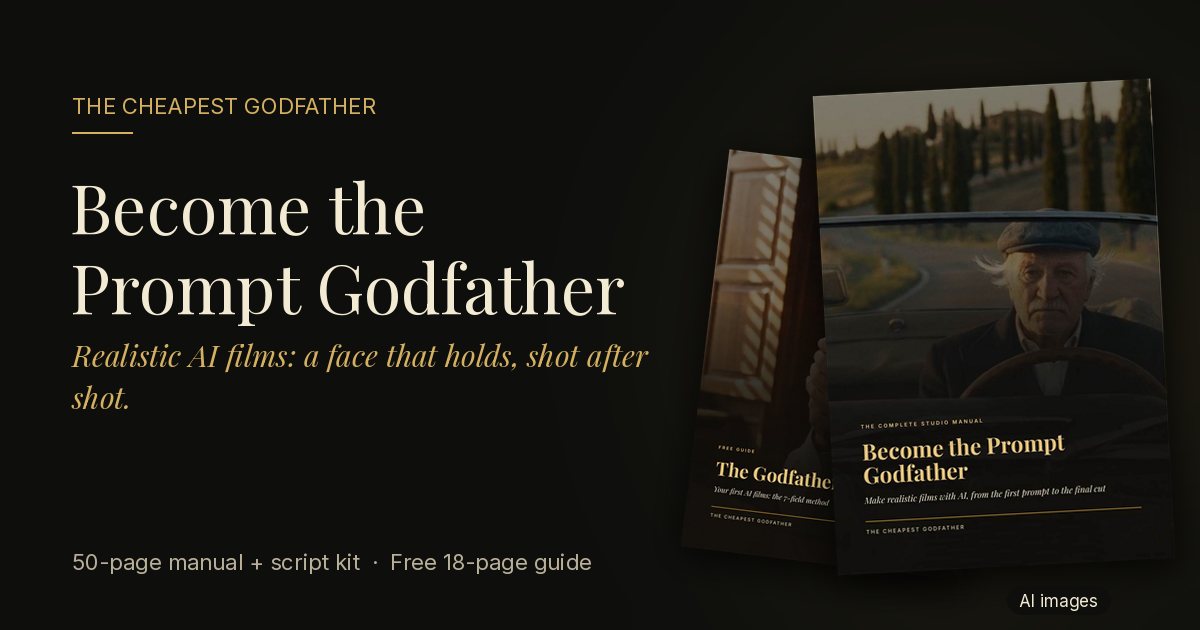 THE CHEAPEST GODFATHER
Become the
Prompt Godfather
Realistic AI films: a face that holds, shot after
shot.
50-page manual + script kit · Free 18-page guide
FREE GUIDE
The Godfather
Your first AI films: the 7-field method
THE CHEAPEST GODFATHER
THE COMPLETE STUDIO MANUAL
Become the Prompt
Godfather
Make realistic films with AI, from the first prompt to the final cut
THE CHEAPEST GODFATHER
AI images